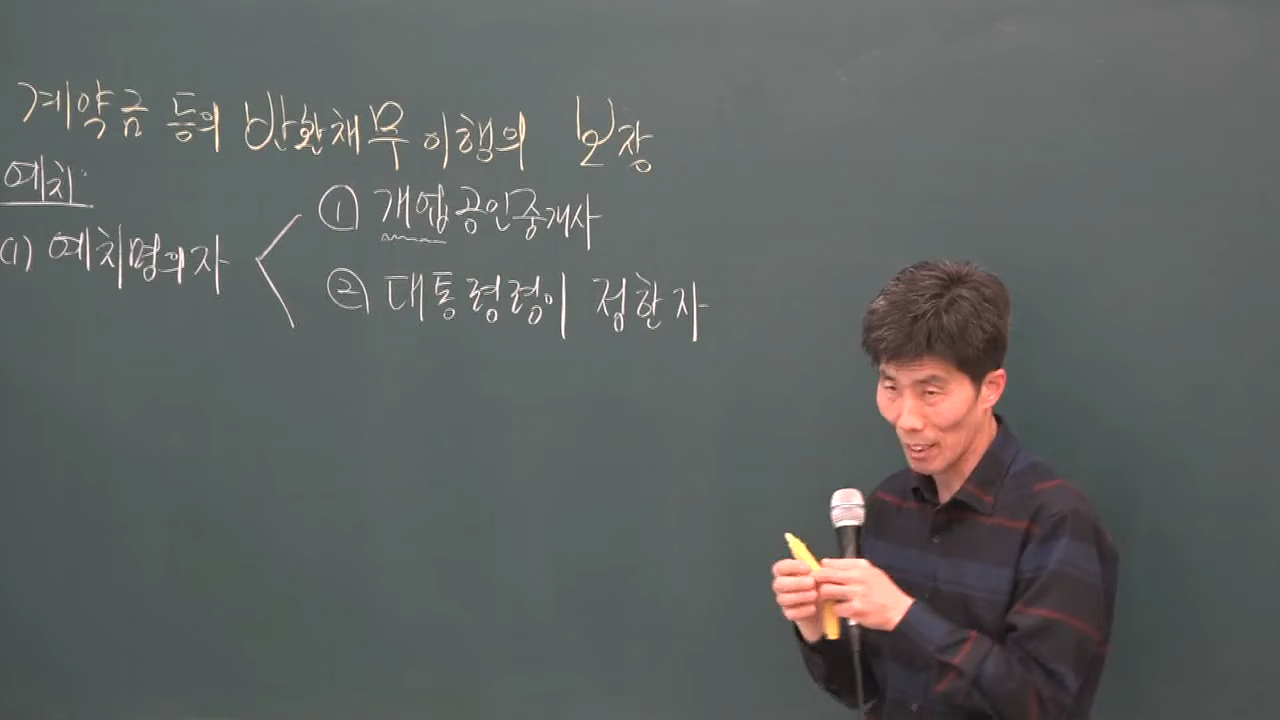 계약금 등의 반환채무 이행의 보장
예치
(1) 예치명의자
① 개업공인중개사
② 대통령령이 정한자